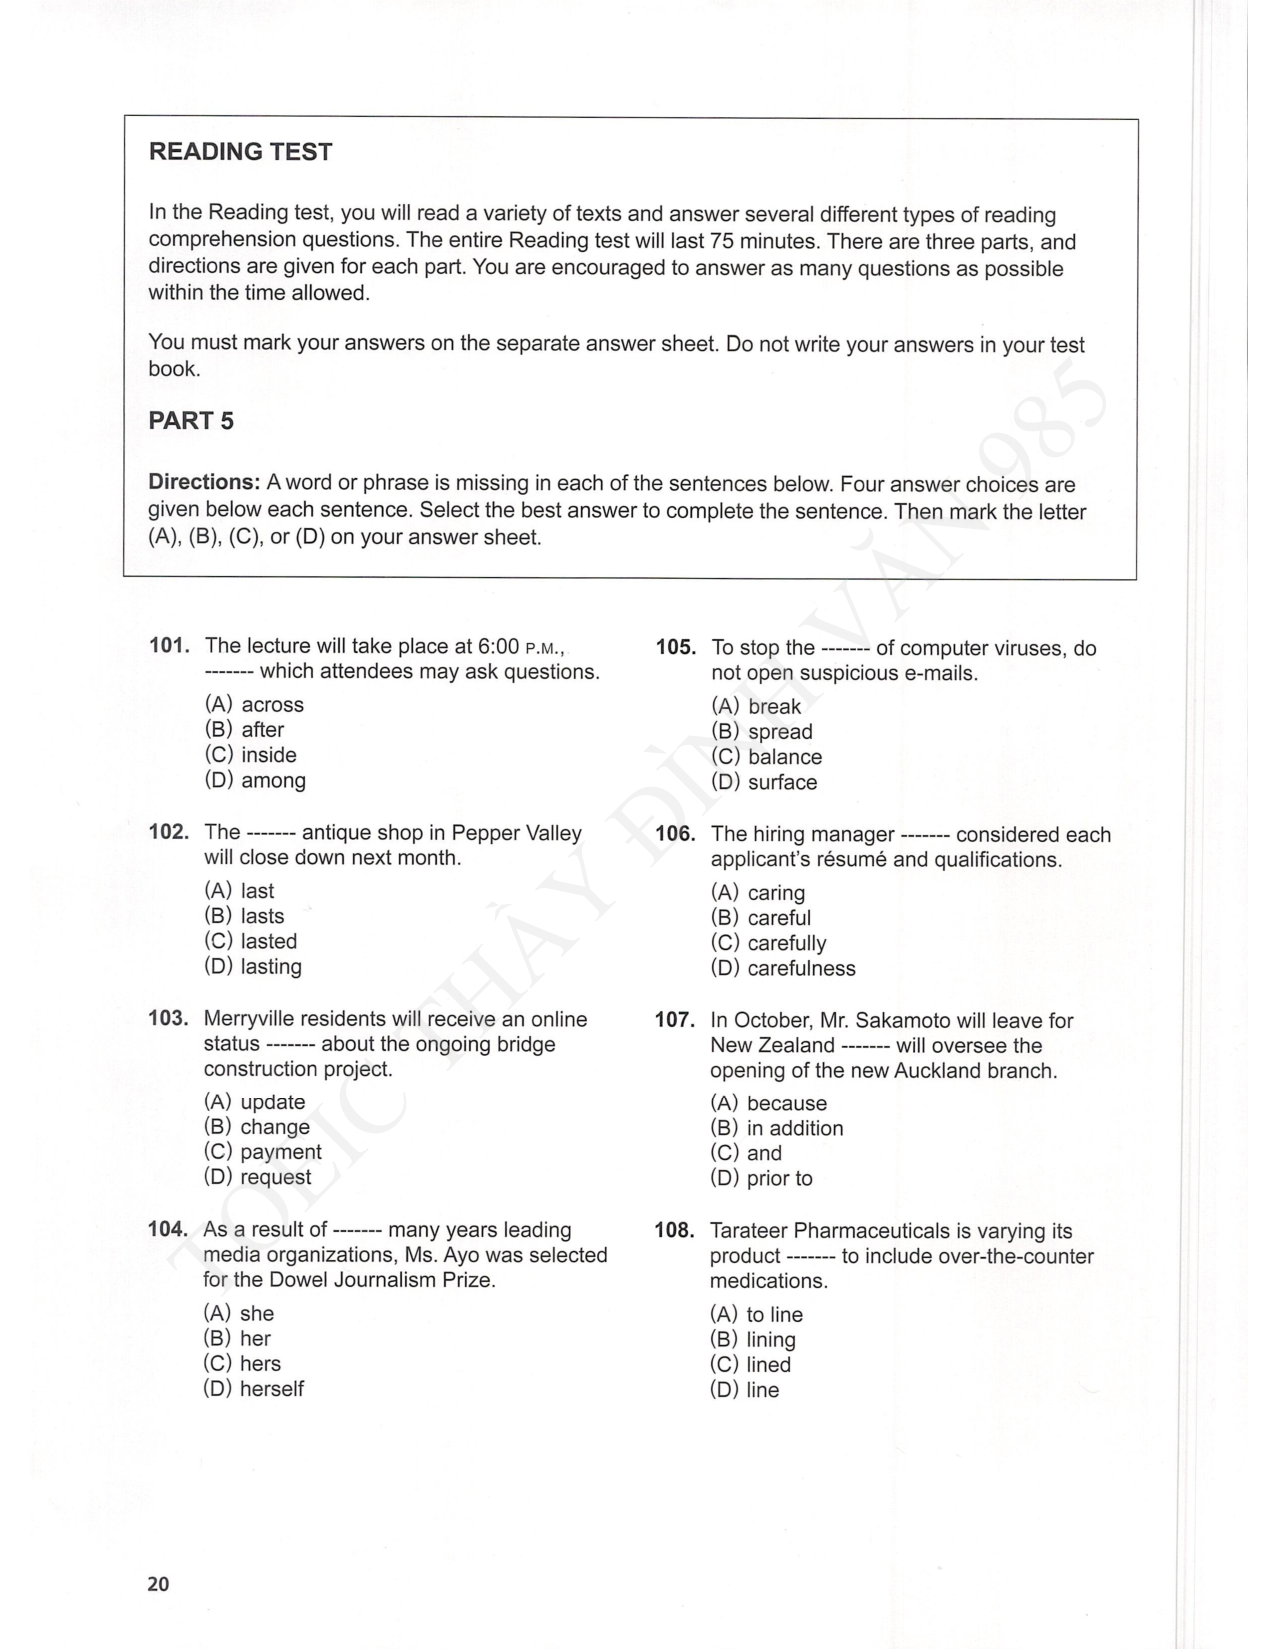 READING TEST
In the Reading test, you will read a variety of texts and answer several different types of reading
comprehension questions. The entire Reading test will last 75 minutes. There are three parts, and
directions are given for each part. You are encouraged to answer as many questions as possible
within the time allowed.
You must mark your answers on the separate answer sheet. Do not write your answers in your test
book.
PART 5
Directions: A word or phrase is missing in each of the sentences below. Four answer choices are
given below each sentence. Select the best answer to complete the sentence. Then mark the letter
(A), (B), (C), or (D) on your answer sheet.
101. The lecture will take place at 6:00 P.M.,
------- which attendees may ask questions.
(A) across
(B) after
(C) inside
(D) among
102. The ------- antique shop in Pepper Valley
will close down next month.
(A) last
(B) lasts
(C) lasted
(D) lasting
103. Merryville residents will receive an online
status ------- about the ongoing bridge
construction project.
(A) update
(B) change
(C) payment
(D) request
104. As a result of ------- many years leading
media organizations, Ms. Ayo was selected
for the Dowel Journalism Prize.
(A) she
(B) her
(C) hers
(D) herself
105. To stop the ------- of computer viruses, do
not open suspicious e-mails.
(A) break
(B) spread
(C) balance
(D) surface
106. The hiring manager ------- considered each
applicant's résumé and qualifications.
(A) caring
(B) careful
(C) carefully
(D) carefulness
107. In October, Mr. Sakamoto will leave for
New Zealand ------- will oversee the
opening of the new Auckland branch.
(A) because
(B) in addition
(C) and
(D) prior to
108. Tarateer Pharmaceuticals is varying its
product ------- to include over-the-counter
medications.
(A) to line
(B) lining
(C) lined
(D) line
20
TOEIC THẦY ĐÌNH VĂN 985